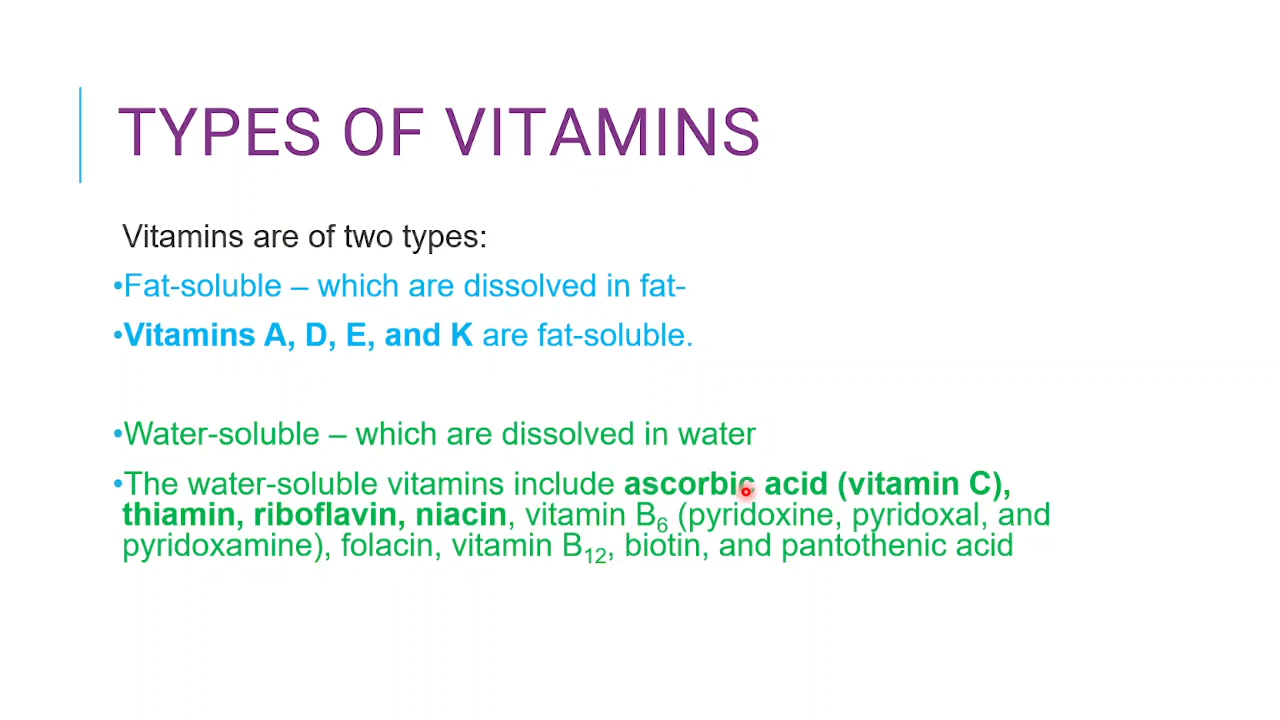 TYPES OF VITAMINS
Vitamins are of two types:
•Fat-soluble – which are dissolved in fat-
•Vitamins A, D, E, and K are fat-soluble.
•Water-soluble – which are dissolved in water
•The water-soluble vitamins include ascorbic acid (vitamin C),
thiamin, riboflavin, niacin, vitamin B6 (pyridoxine, pyridoxal, and
pyridoxamine), folacin, vitamin B12, biotin, and pantothenic acid